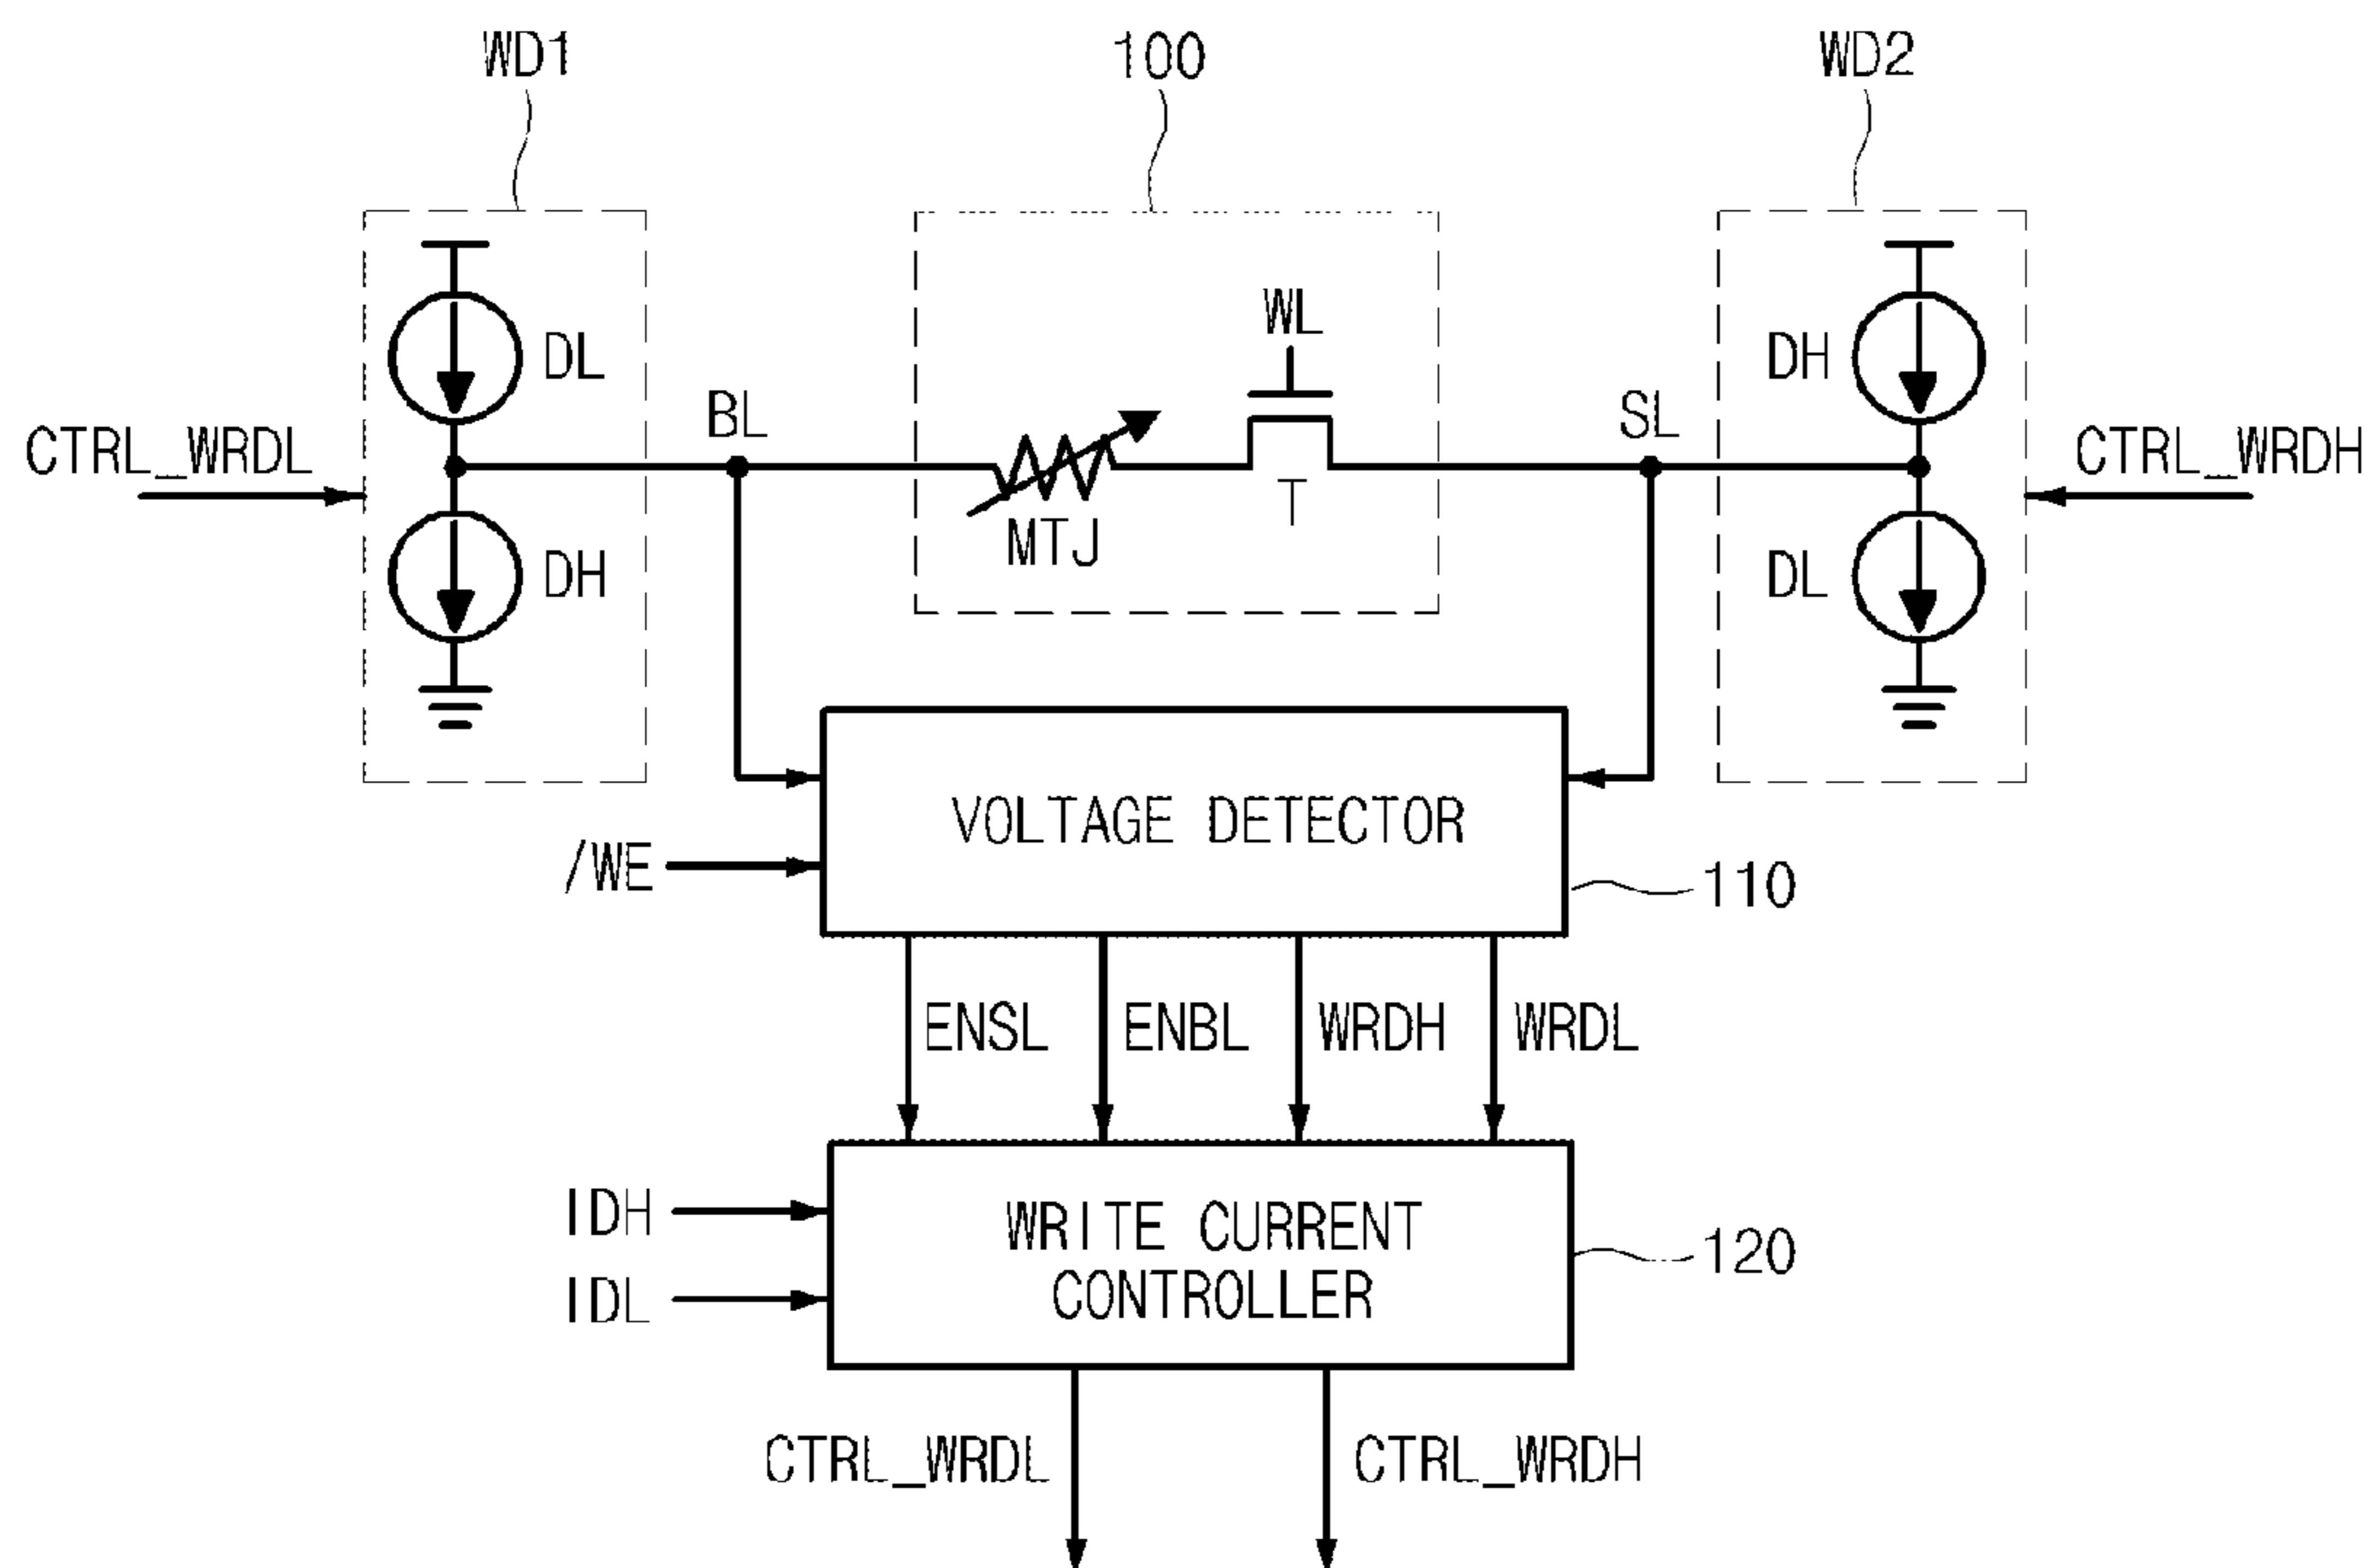 WD1
100
WD2
WL
DL
DH
BL
SL
CTRL_WRDL
CTRL_WRDH
T
MTJ
DH
DL
VOLTAGE DETECTOR
/WE
110
ENSL
ENBL
WRDH
WRDL
IDH
WRITE CURRENT
120
IDL
CONTROLLER
CTRL_WRDL
CTRL_WRDH